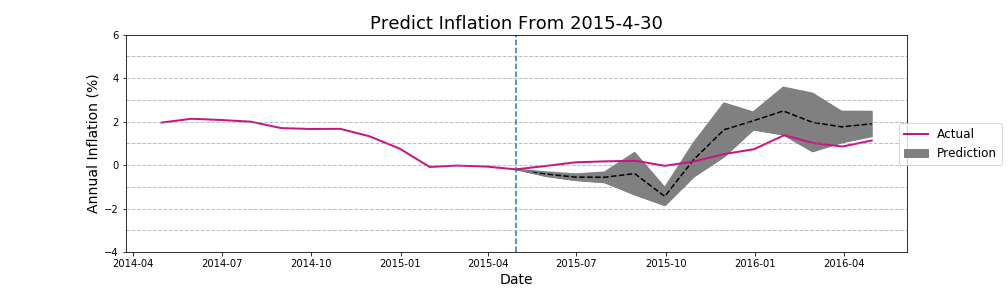 Predict Inflation From 2015-4-30
Annual Inflation (%)
6
4
2
0
−2
−4
2014-04 2014-07 2014-10 2015-01 2015-04 2015-07 2015-10 2016-01 2016-04
Date
Actual
Prediction